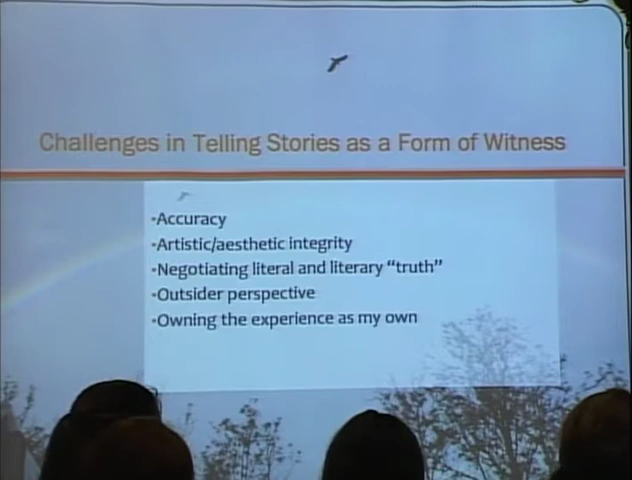 Challenges in Telling Stories as a Form of Witness
•Accuracy
•Artistic/aesthetic integrity
•Negotiating literal and literary “truth”
•Outsider perspective
•Owning the experience as my own